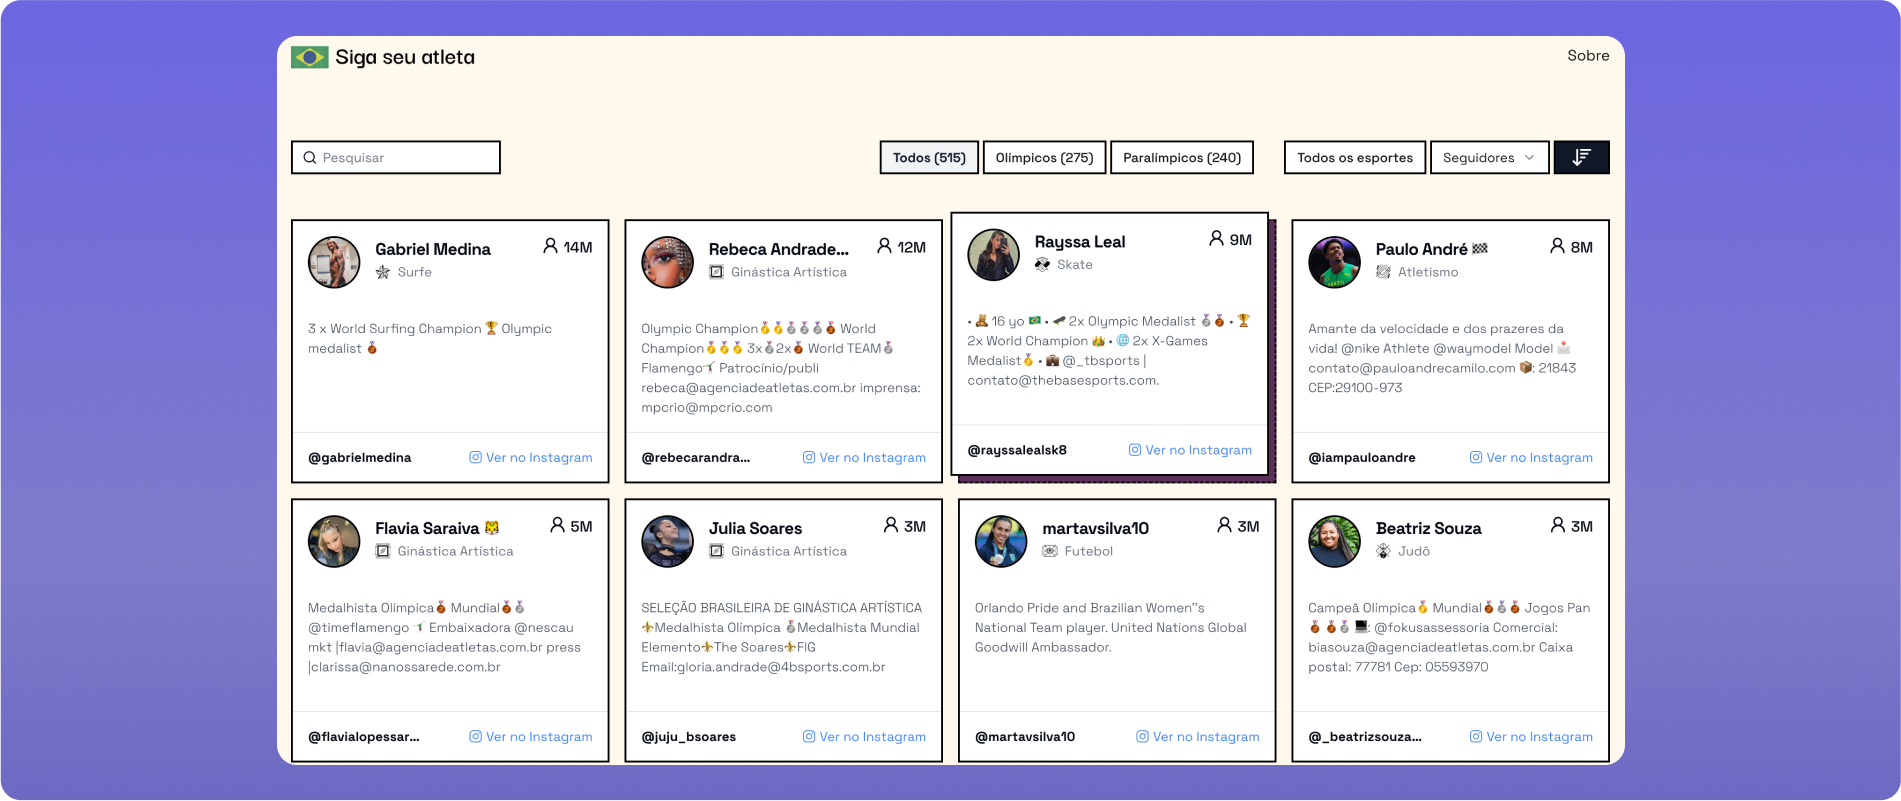 Siga seu atleta
Sobre
Pesquisar
Todos (515)
Olímpicos (275)
Paralímpicos (240)
Todos os esportes
Seguidores
Gabriel Medina
14M
Surfe
3 x World Surfing Champion 🏆 Olympic
medalist 🥉
@gabrielmedina
Ver no Instagram
Rebeca Andrade...
12M
Ginástica Artística
Olympic Champion🥇🥇🥈🥈🥈🥉 World
Champion🥇🥇🥇 3x🥈2x🥉 World TEAM🥈
Flamengo🤸 Patrocínio/publi
rebeca@agenciadeatletas.com.br imprensa:
mpcrio@mpcrio.com
@rebecarandra...
Ver no Instagram
Rayssa Leal
9M
Skate
• 🧸 16 yo 🇧🇷 • 🛹 2x Olympic Medalist 🥈🥉 • 🏆
2x World Champion 👑 • 🌐 2x X-Games
Medalist🥇 • 💼 @_tbsports |
contato@thebasesports.com.
@rayssalealsk8
Ver no Instagram
Paulo André 🏁
8M
Atletismo
Amante da velocidade e dos prazeres da
vida! @nike Athlete @waymodel Model 📩
contato@pauloandrecamilo.com 📦: 21843
CEP:29100-973
@iampauloandre
Ver no Instagram
Flavia Saraiva 🐯
5M
Ginástica Artística
Medalhista Olímpica🥉 Mundial🥉🥈
@timeflamengo 🤸 Embaixadora @nescau
mkt |flavia@agenciadeatletas.com.br press
|clarissa@nanossarede.com.br
@flavialopessar...
Ver no Instagram
Julia Soares
3M
Ginástica Artística
SELEÇÃO BRASILEIRA DE GINÁSTICA ARTÍSTICA
⚜️Medalhista Olímpica 🥈Medalhista Mundial
Elemento⚜️The Soares⚜️FIG
Email:gloria.andrade@4bsports.com.br
@juju_bsoares
Ver no Instagram
martavsilva10
3M
Futebol
Orlando Pride and Brazilian Women''s
National Team player. United Nations Global
Goodwill Ambassador.
@martavsilva10
Ver no Instagram
Beatriz Souza
3M
Judô
Campeã Olímpica🥇 Mundial🥉🥈🥉 Jogos Pan
🥉 🥉🥈 💻: @fokusassessoria Comercial:
biasouza@agenciadeatletas.com.br Caixa
postal: 77781 Cep: 05593970
@_beatrizsouza...
Ver no Instagram